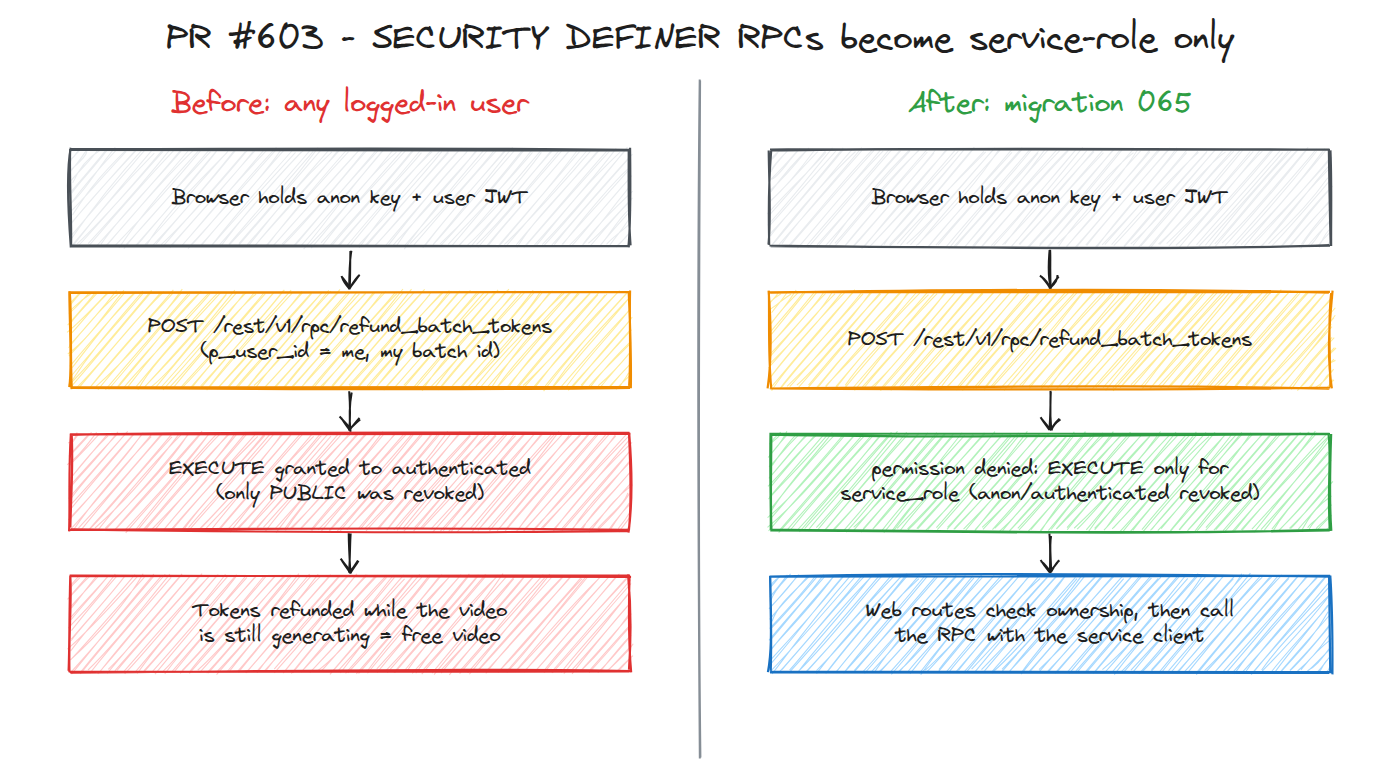 PR #603 - SECURITY DEFINER RPCs become service-role only
Before: any logged-in user
Browser holds anon key + user JWT
POST /rest/v1/rpc/refund_batch_tokens
(p_user_id = me, my batch id)
EXECUTE granted to authenticated
(only PUBLIC was revoked)
Tokens refunded while the video
is still generating = free video
After: migration 065
Browser holds anon key + user JWT
POST /rest/v1/rpc/refund_batch_tokens
permission denied: EXECUTE only for
service_role (anon/authenticated revoked)
Web routes check ownership, then call
the RPC with the service client